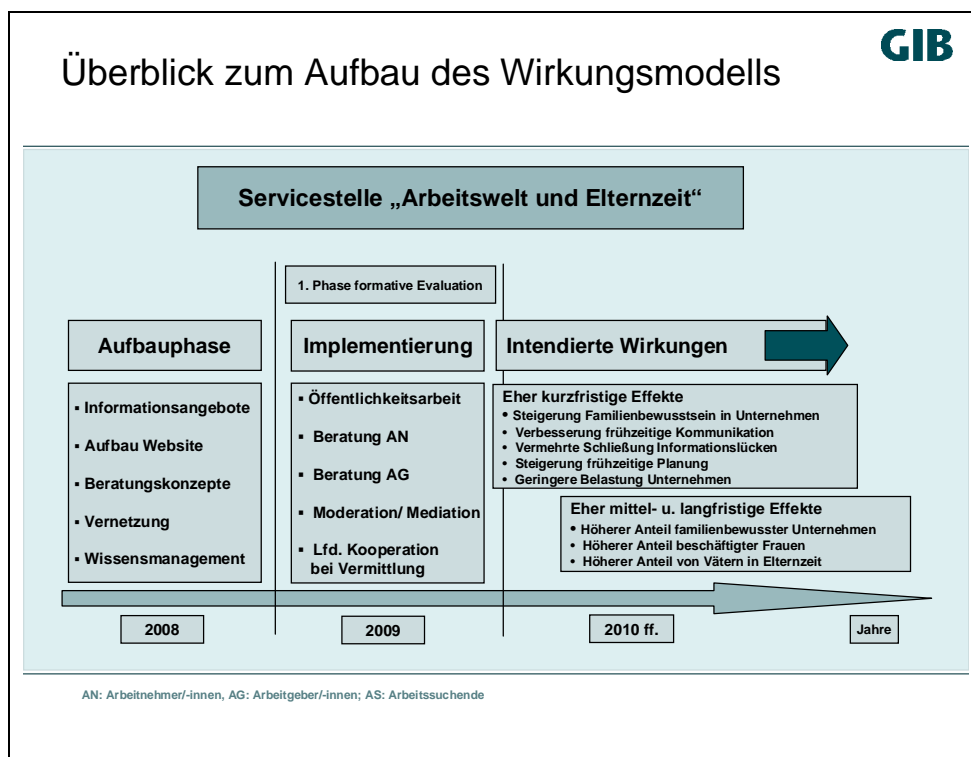 GIB
Überblick zum Aufbau des Wirkungsmodells
Servicestelle „Arbeitswelt und Elternzeit“
1. Phase formative Evaluation
Aufbauphase
▪ Informationsangebote
▪ Aufbau Website
▪ Beratungskonzepte
▪ Vernetzung
▪ Wissensmanagement
Implementierung
▪ Öffentlichkeitsarbeit
▪ Beratung AN
▪ Beratung AG
▪ Moderation/ Mediation
▪ Lfd. Kooperation
bei Vermittlung
Intendierte Wirkungen
Eher kurzfristige Effekte
• Steigerung Familienbewusstsein in Unternehmen
• Verbesserung frühzeitige Kommunikation
• Vermehrte Schließung Informationslücken
• Steigerung frühzeitige Planung
• Geringere Belastung Unternehmen
Eher mittel- u. langfristige Effekte
• Höherer Anteil familienbewusster Unternehmen
• Höherer Anteil beschäftigter Frauen
• Höherer Anteil von Vätern in Elternzeit
2008
2009
2010 ff.
Jahre
AN: Arbeitnehmer/-innen, AG: Arbeitgeber/-innen; AS: Arbeitssuchende